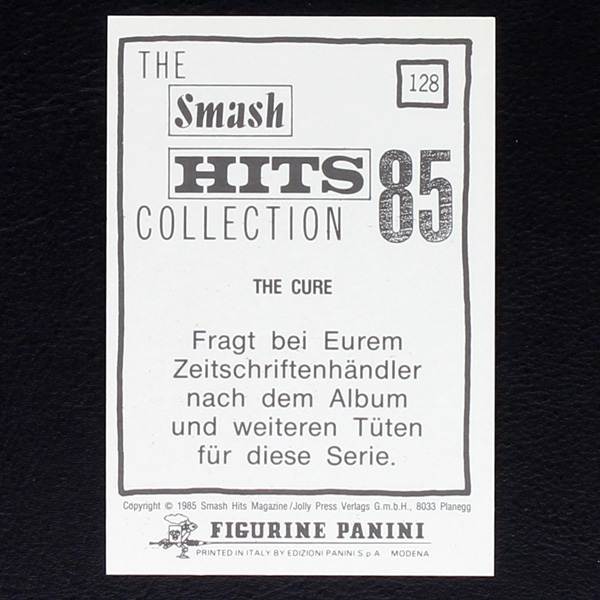 THE
Smash
HITS 85
COLLECTION
128
THE CURE
Fragt bei Eurem
Zeitschriftenhändler
nach dem Album
und weiteren Tüten
für diese Serie.
Copyright © 1985 Smash Hits Magazine/Jolly Press Verlags G.m.b.H., 8033 Planegg
FIGURINE PANINI
PRINTED IN ITALY BY EDIZIONI PANINI S.p.A. MODENA